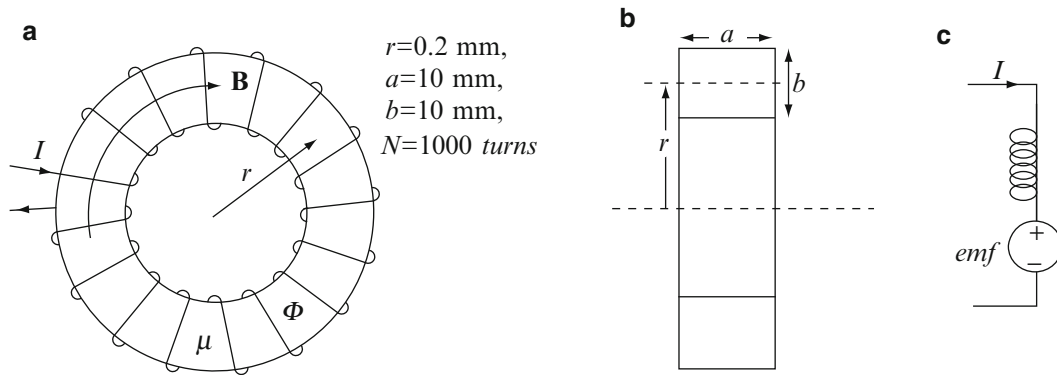 a
r=0.2 mm,
a=10 mm,
b=10 mm,
N=1000 turns
B
I
r
Φ
μ
b
a
b
r
c
I
+
−
emf